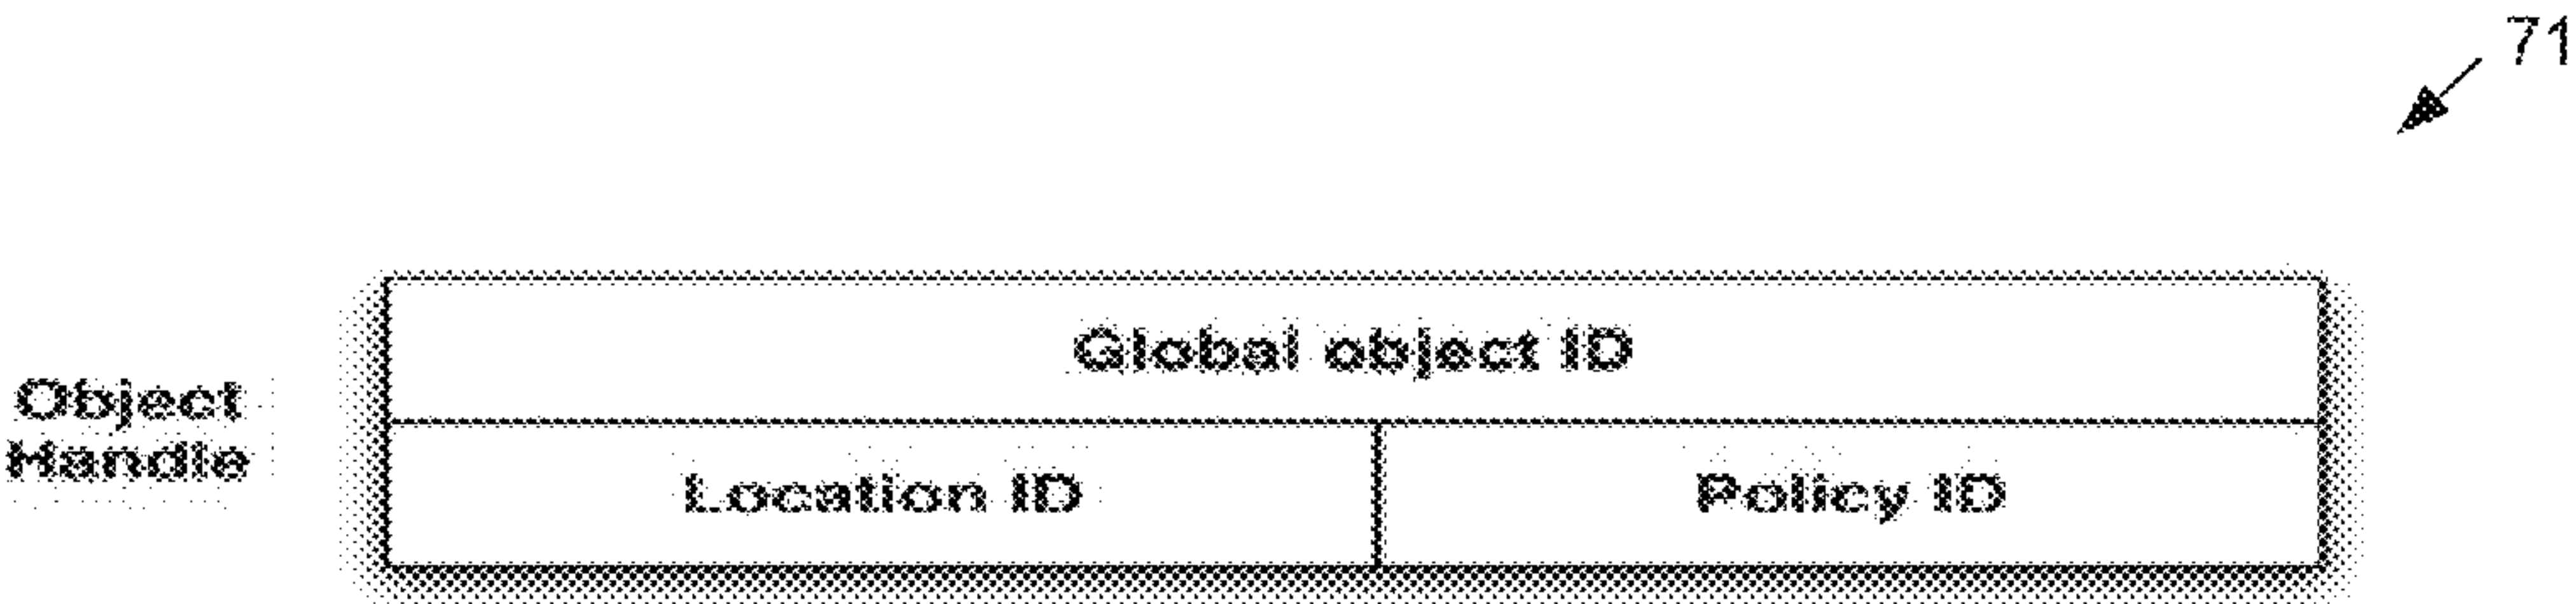 71
Global object ID
Object
Handle
Location ID
Policy ID